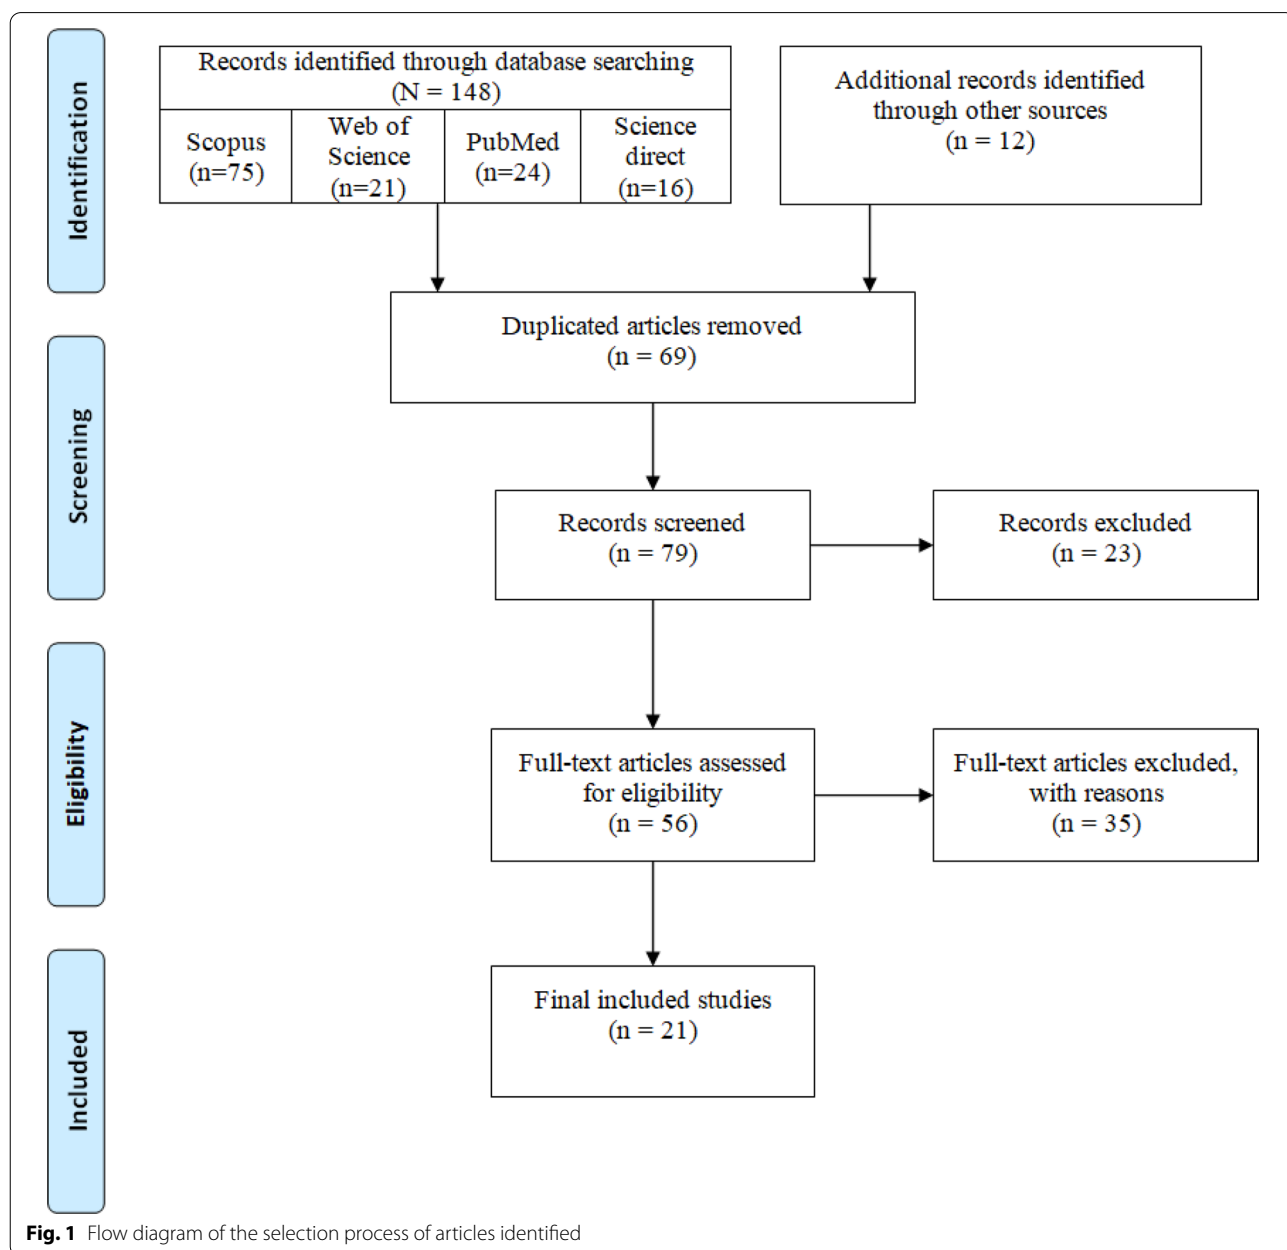 Identification
Records identified through database searching
(N = 148)
Scopus
(n=75)
Web of
Science
(n=21)
PubMed
(n=24)
Science
direct
(n=16)
Additional records identified
through other sources
(n = 12)
Duplicated articles removed
(n = 69)
Screening
Records screened
(n = 79)
Records excluded
(n = 23)
Eligibility
Full-text articles assessed
for eligibility
(n = 56)
Full-text articles excluded,
with reasons
(n = 35)
Included
Final included studies
(n = 21)
Fig. 1 Flow diagram of the selection process of articles identified